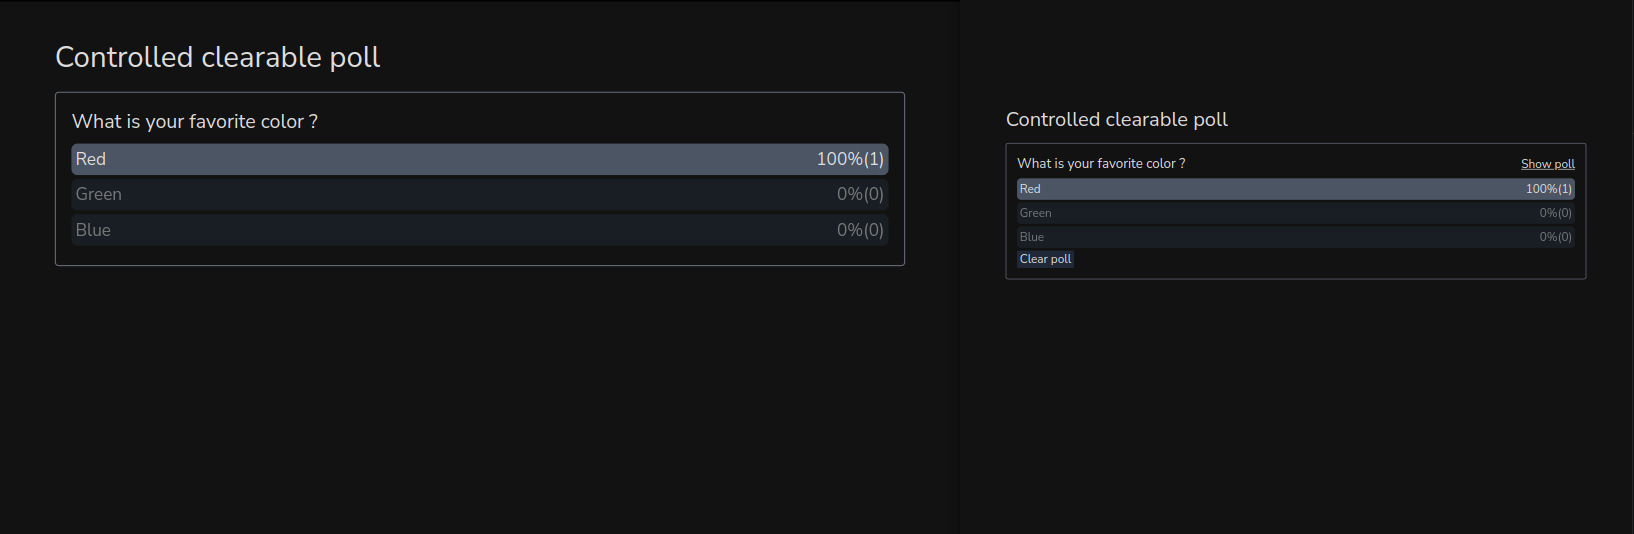 Controlled clearable poll
What is your favorite color ?
Red 100%(1)
Green 0%(0)
Blue 0%(0)
Controlled clearable poll
What is your favorite color ? Show poll
Red 100%(1)
Green 0%(0)
Blue 0%(0)
Clear poll